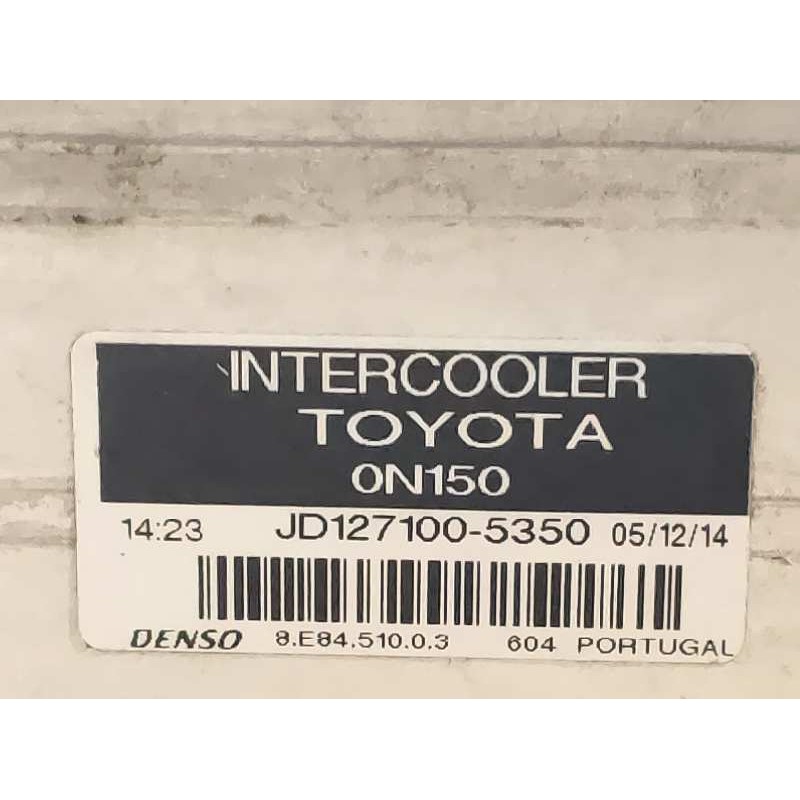 INTERCOOLER
TOYOTA
0N150
14:23 JD127100-5350 05/12/14
DENSO 8.E84.510.0.3 604 PORTUGAL